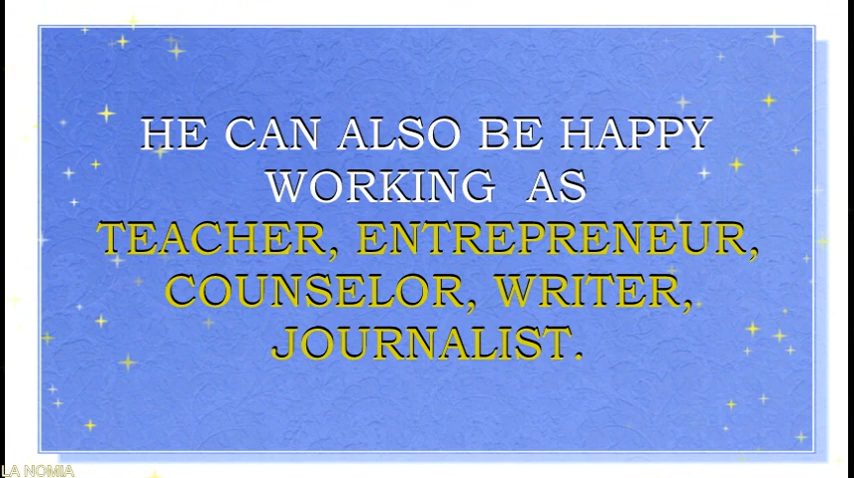 HE CAN ALSO BE HAPPY
WORKING AS
TEACHER, ENTREPRENEUR,
COUNSELOR, WRITER,
JOURNALIST.
LA NOMIA